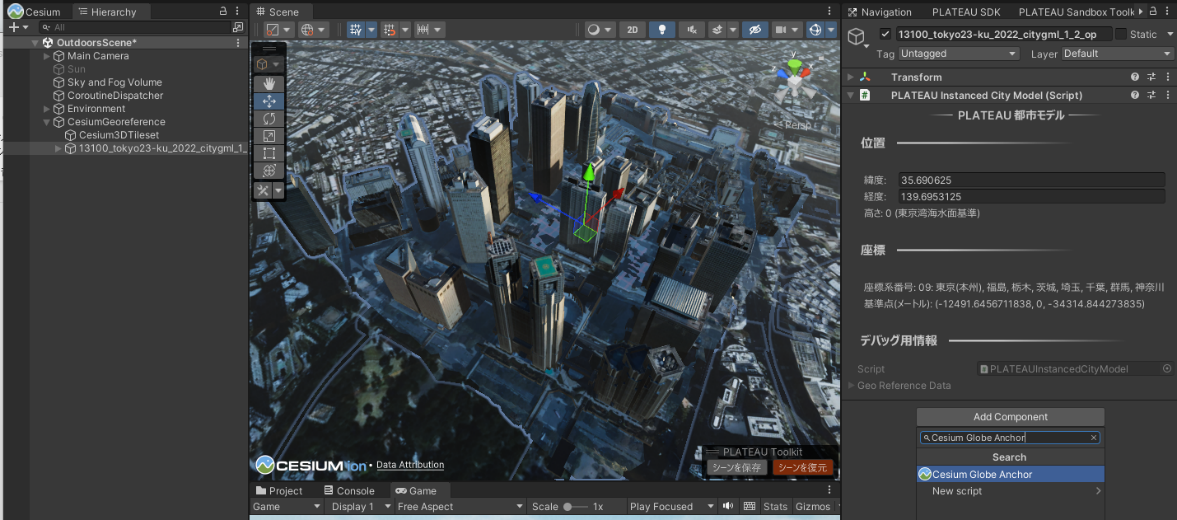 Cesium
Hierarchy
All
OutdoorsScene*
Main Camera
Sun
Sky and Fog Volume
CoroutineDispatcher
Environment
CesiumGeoreference
Cesium3DTileset
13100_tokyo23-ku_2022_citygml_1_
Scene
2D
y
Persp
CESIUM ion • Data Attribution
PLATEAU Toolkit
シーンを保存 シーンを復元
Project Console Game
Game Display 1 Free Aspect Scale 1x Play Focused Stats Gizmos
Navigation PLATEAU SDK PLATEAU Sandbox Toolk
13100_tokyo23-ku_2022_citygml_1_2_op Static
Tag Untagged Layer Default
Transform
PLATEAU Instanced City Model (Script)
PLATEAU 都市モデル
位置
緯度: 35.690625
経度: 139.6953125
高さ: 0 (東京湾海水面基準)
座標
座標系番号: 09: 東京(本州), 福島, 栃木, 茨城, 埼玉, 千葉, 群馬, 神奈川
基準点(メートル): (-12491.6456711838, 0, -34314.844273835)
デバッグ用情報
Script PLATEAUInstancedCityModel
Geo Reference Data
Add Component
Cesium Globe Anchor
Search
Cesium Globe Anchor
New script